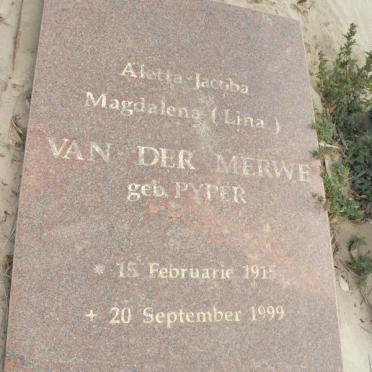 Aletta Jacoba
Magdalena (Lina)
VAN DER MERWE
geb. PYPER
* 15 Februarie 1915
+ 20 September 1999